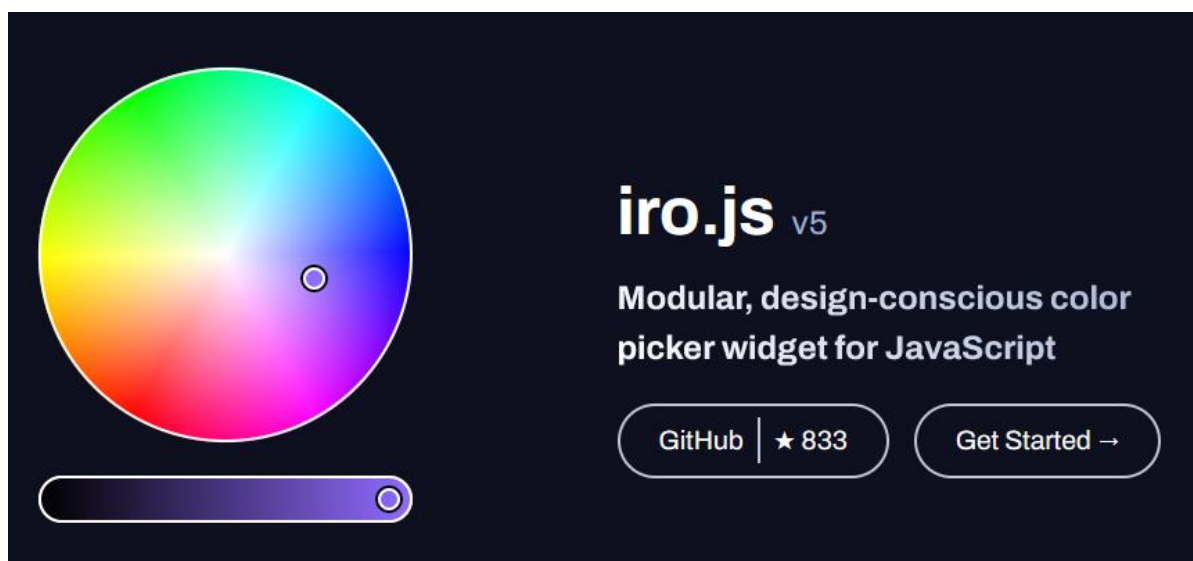 iro.js v5
Modular, design-conscious color
picker widget for JavaScript
GitHub ★ 833
Get Started →